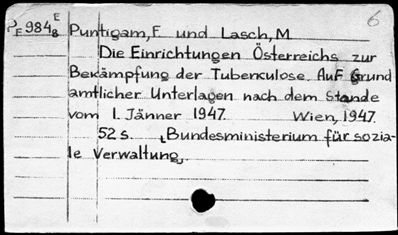 6
E
P E 984 8 Puntigam, F und Lasch, M
Die Einrichtungen Österreichs zur
Bekämpfung der Tuberkulose. Auf Grund
amtlicher Unterlagen nach dem Stande
vom 1. Jänner 1947. Wien, 1947.
52 s. (Bundesministerium für sozia-
le Verwaltung,